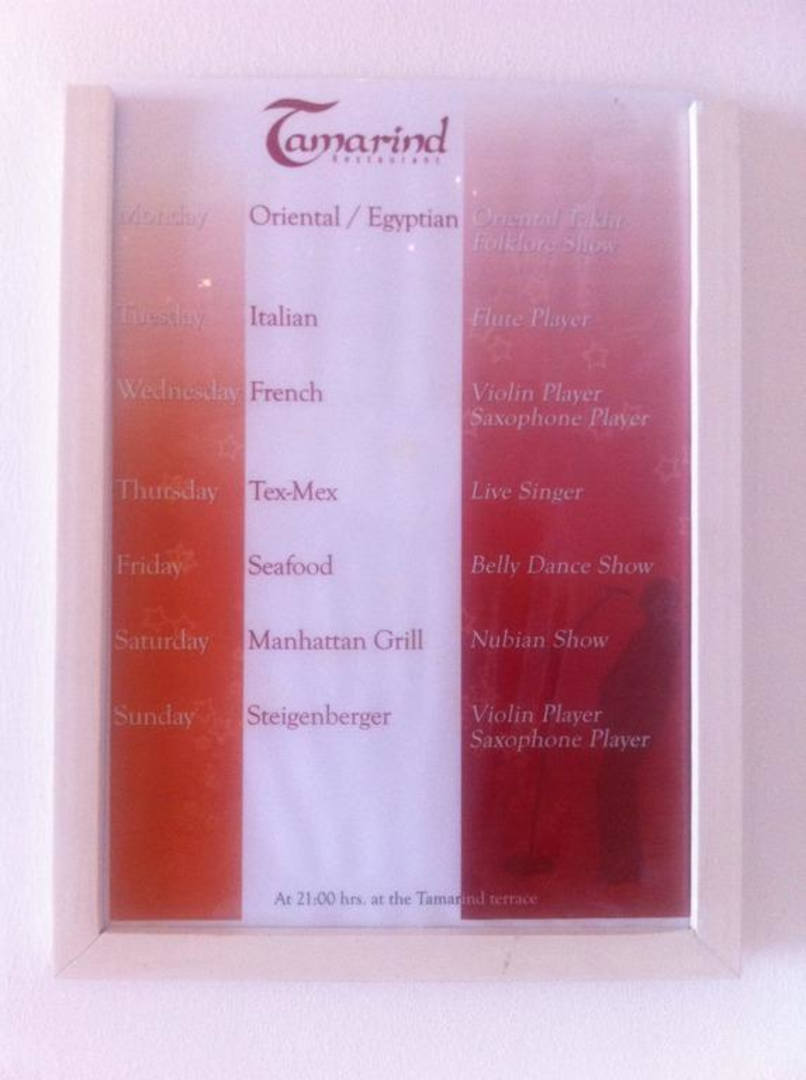 Tamarind
Restaurant
Monday Oriental / Egyptian Oriental Takht
Folklore Show
Tuesday Italian Flute Player
Wednesday French Violin Player
Saxophone Player
Thursday Tex-Mex Live Singer
Friday Seafood Belly Dance Show
Saturday Manhattan Grill Nubian Show
Sunday Steigenberger Violin Player
Saxophone Player
At 21:00 hrs. at the Tamarind terrace